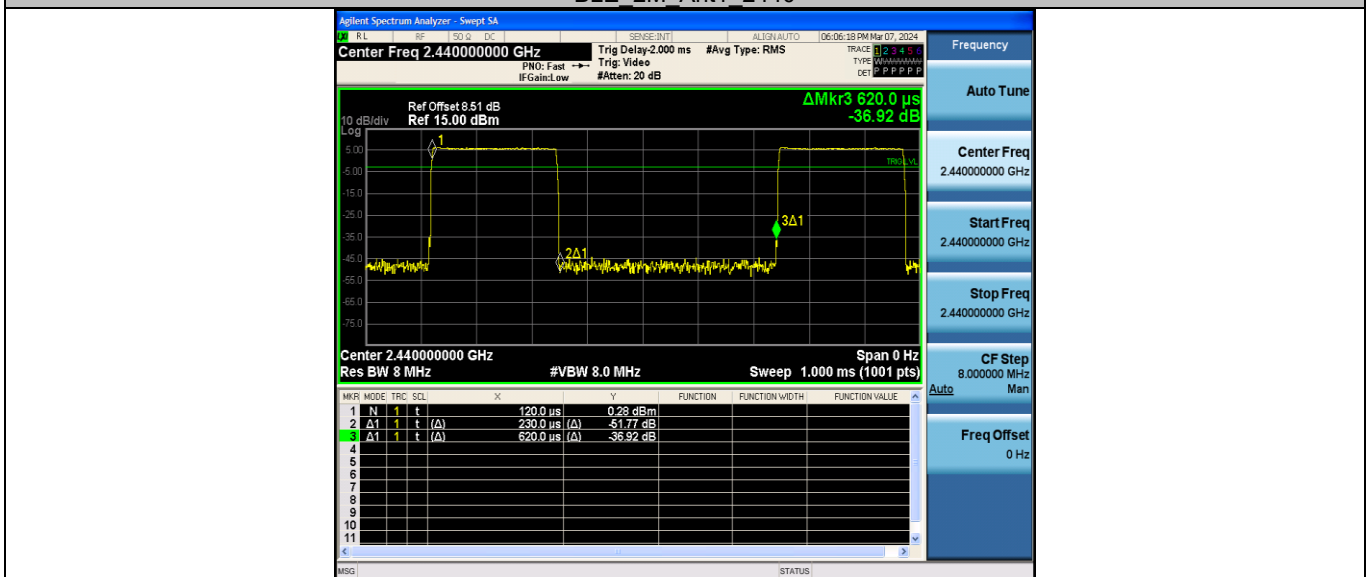 Agilent Spectrum Analyzer - Swept SA
RL RF 50 Ω DC SENSE:INT ALIGNAUTO 06:06:18 PM Mar 07, 2024
Center Freq 2.440000000 GHz
PNO: Fast
IFGain:Low
Trig Delay-2.000 ms #Avg Type: RMS
Trig: Video
#Atten: 20 dB
TRACE 1 2 3 4 5 6
TYPE
DET P P P P P P
Frequency
ΔMkr3 620.0 µs
-36.92 dB
Ref Offset 8.51 dB
10 dB/div Ref 15.00 dBm
Log
5.00
-5.00
-15.0
-25.0
-35.0
-45.0
-55.0
-65.0
-75.0
1
2Δ1
3Δ1
TRIG LVL
Center 2.440000000 GHz Span 0 Hz
Res BW 8 MHz #VBW 8.0 MHz Sweep 1.000 ms (1001 pts)
MKR MODE TRC SCL X Y FUNCTION FUNCTION WIDTH FUNCTION VALUE
1 N 1 t 120.0 µs 0.28 dBm
2 Δ1 1 t (Δ) 230.0 µs (Δ) -51.77 dB
3 Δ1 1 t (Δ) 620.0 µs (Δ) -36.92 dB
4
5
6
7
8
9
10
11
MSG STATUS
Auto Tune
Center Freq
2.440000000 GHz
Start Freq
2.440000000 GHz
Stop Freq
2.440000000 GHz
CF Step
8.000000 MHz
Auto Man
Freq Offset
0 Hz